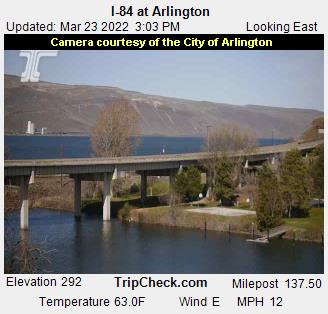 I-84 at Arlington
Updated: Mar 23 2022 3:03 PM Looking East
Camera courtesy of the City of Arlington
Elevation 292 TripCheck.com Milepost 137.50
Temperature 63.0F Wind E MPH 12